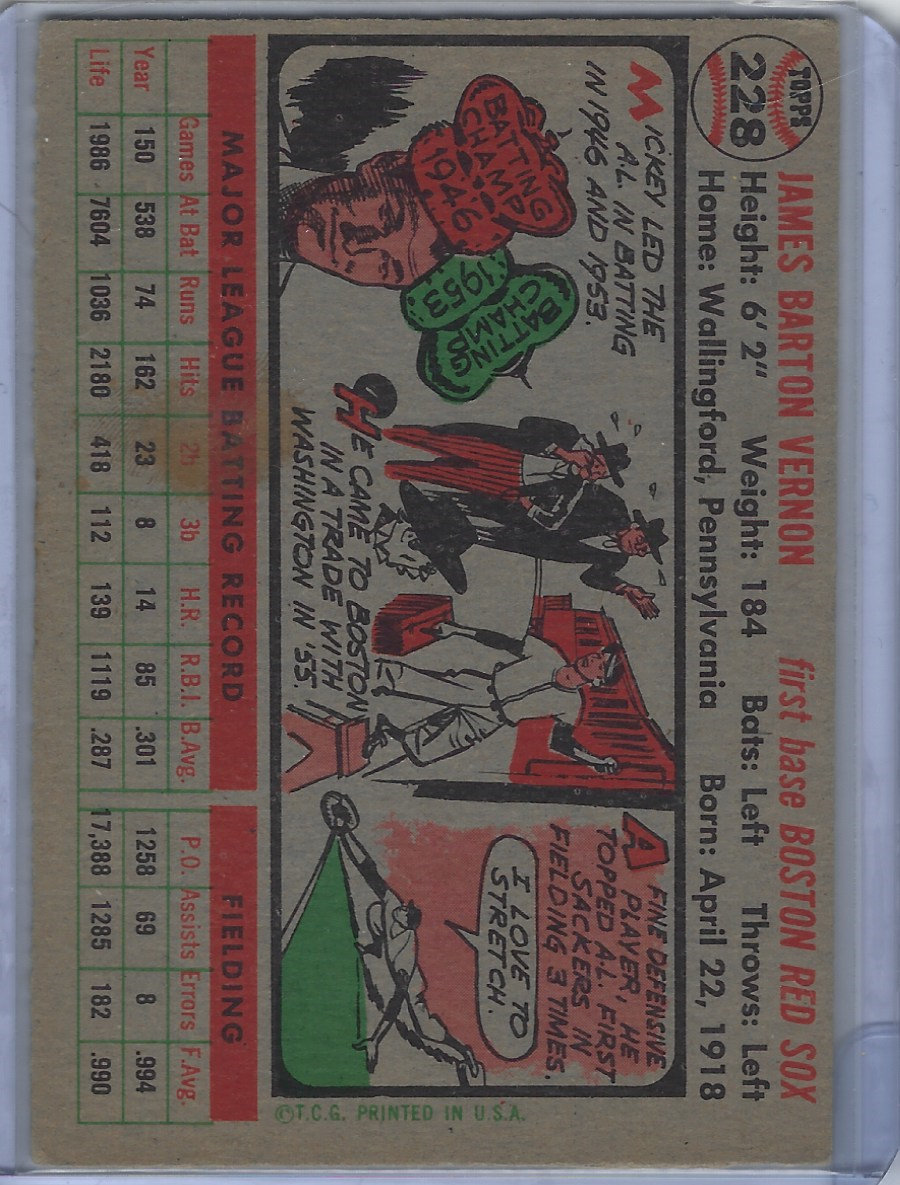 TOPPS
228
JAMES BARTON VERNON first base BOSTON RED SOX
Height: 6' 2" Weight: 184 Bats: Left Throws: Left
Home: Wallingford, Pennsylvania Born: April 22, 1918
MICKEY LED THE
A.L. IN BATTING
IN 1946 AND 1953.
BATTING
CHAMP
1946
BATTING
CHAMP
1953
HE CAME TO BOSTON
IN A TRADE WITH
WASHINGTON IN '55.
A FINE DEFENSIVE
PLAYER, HE
TOPPED A.L. FIRST
SACKERS IN
FIELDING 3 TIMES.
I LOVE TO
STRETCH.
©T.C.G. PRINTED IN U.S.A.
MAJOR LEAGUE BATTING RECORD FIELDING
Games At Bat Runs Hits 2b 3b H.R. R.B.I. B.Avg. P.O. Assists Errors F.Avg.
Year 150 538 74 162 23 8 14 85 .301 1258 69 8 .994
Life 1986 7604 1036 2180 418 112 139 1119 .287 17,388 1285 182 .990